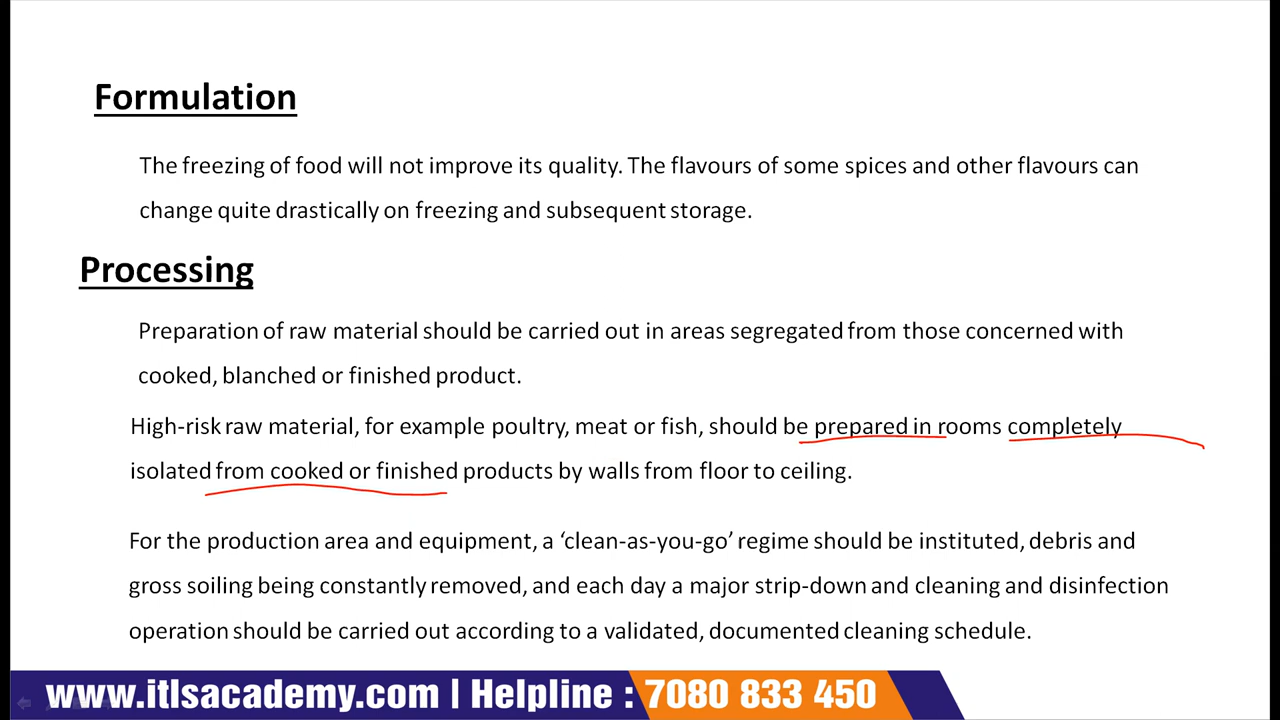 Formulation
The freezing of food will not improve its quality. The flavours of some spices and other flavours can
change quite drastically on freezing and subsequent storage.
Processing
Preparation of raw material should be carried out in areas segregated from those concerned with
cooked, blanched or finished product.
High-risk raw material, for example poultry, meat or fish, should be prepared in rooms completely
isolated from cooked or finished products by walls from floor to ceiling.
For the production area and equipment, a ‘clean-as-you-go’ regime should be instituted, debris and
gross soiling being constantly removed, and each day a major strip-down and cleaning and disinfection
operation should be carried out according to a validated, documented cleaning schedule.
www.itlsacademy.com | Helpline : 7080 833 450